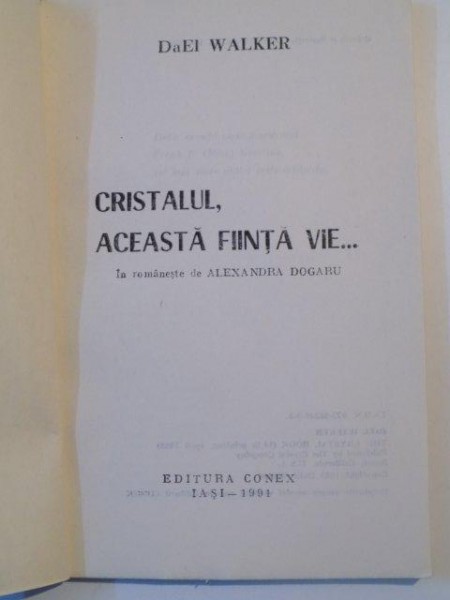 DaEl WALKER
CRISTALUL,
ACEASTĂ FIINȚĂ VIE...
În românește de ALEXANDRA DOGARU
EDITURA CONEX
IAȘI—1991